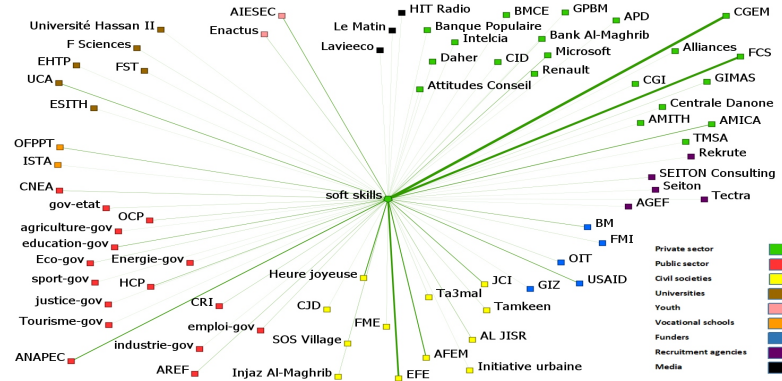 HIT Radio
AIESEC
BMCE
GPBM
APD
CGEM
Université Hassan II
Enactus
Le Matin
Banque Populaire
Intelcia
Bank Al-Maghrib
F Sciences
Lavieeco
Daher
CID
Microsoft
Alliances
FCS
EHTP
FST
Renault
UCA
Attitudes Conseil
CGI
GIMAS
ESITH
Centrale Danone
AMITH
AMICA
OFPPT
TMSA
ISTA
Rekrute
CNEA
SEITON Consulting
soft skills
Seiton
Tectra
gov-etat
OCP
AGEF
agriculture-gov
BM
education-gov
FMI
Eco-gov
Energie-gov
OIT
Private sector
sport-gov
HCP
Heure joyeuse
JCI
GIZ
USAID
Public sector
Civil societies
justice-gov
CRI
CJD
Ta3mal
Tamkeen
Universities
Youth
Tourisme-gov
emploi-gov
FME
Vocational schools
SOS Village
AL JISR
Funders
industrie-gov
AFEM
Recruitment agencies
ANAPEC
AREF
Injaz Al-Maghrib
EFE
Initiative urbaine
Media